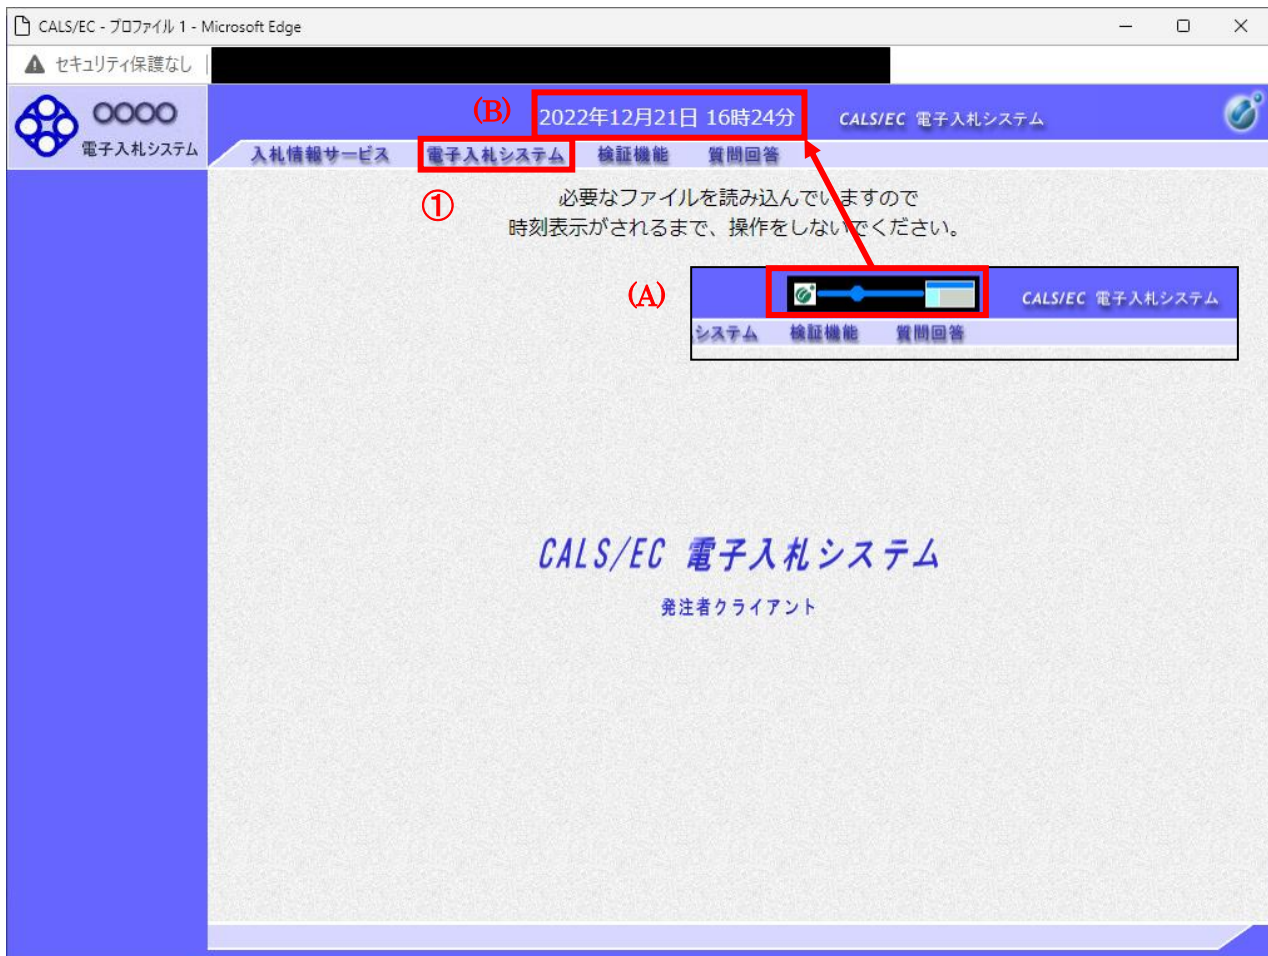 CALS/EC - プロファイル 1 - Microsoft Edge
セキュリティ保護なし
○○○○
電子入札システム
(B)
2022年12月21日 16時24分
CALS/EC 電子入札システム
入札情報サービス 電子入札システム 検証機能 質問回答
①
必要なファイルを読み込んでいますので
時刻表示がされるまで、操作をしないでください。
(A)
CALS/EC 電子入札システム
システム 検証機能 質問回答
CALS/EC 電子入札システム
発注者クライアント